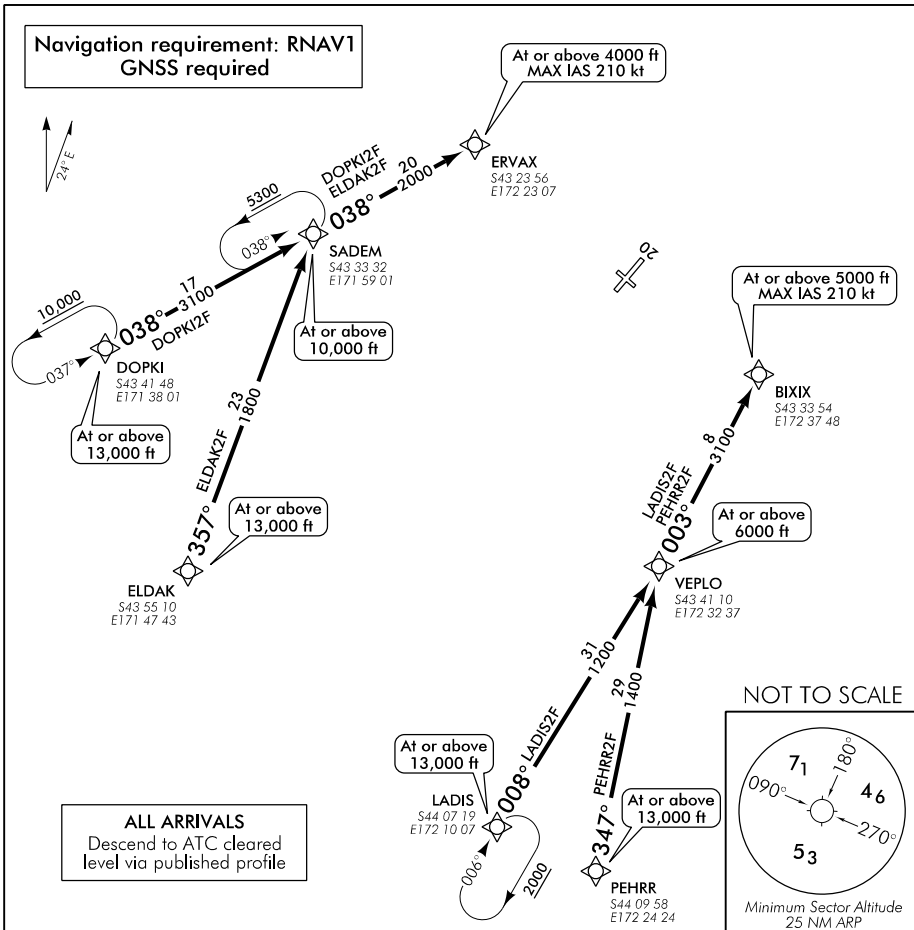 Navigation requirement: RNAV1
GNSS required
24° E
At or above 4000 ft
MAX IAS 210 kt
ERVAX
S43 23 56
E172 23 07
DOPKI2F
ELDAK2F
038°
20
2000
5300
038°
SADEM
S43 33 32
E171 59 01
At or above
10,000 ft
10,000
037°
DOPKI
S43 41 48
E171 38 01
At or above
13,000 ft
038°
17
3100
DOPKI2F
ELDAK2F
23
1800
357°
At or above
13,000 ft
ELDAK
S43 55 10
E171 47 43
20
At or above 5000 ft
MAX IAS 210 kt
BIXIX
S43 33 54
E172 37 48
LADIS2F
PEHRR2F
003°
8
3100
At or above
6000 ft
VEPLO
S43 41 10
E172 32 37
31
1200
LADIS2F
008°
29
1400
PEHRR2F
347°
At or above
13,000 ft
LADIS
S44 07 19
E172 10 07
006°
2000
At or above
13,000 ft
PEHRR
S44 09 58
E172 24 24
ALL ARRIVALS
Descend to ATC cleared
level via published profile
NOT TO SCALE
71
180°
090°
46
270°
53
Minimum Sector Altitude
25 NM ARP